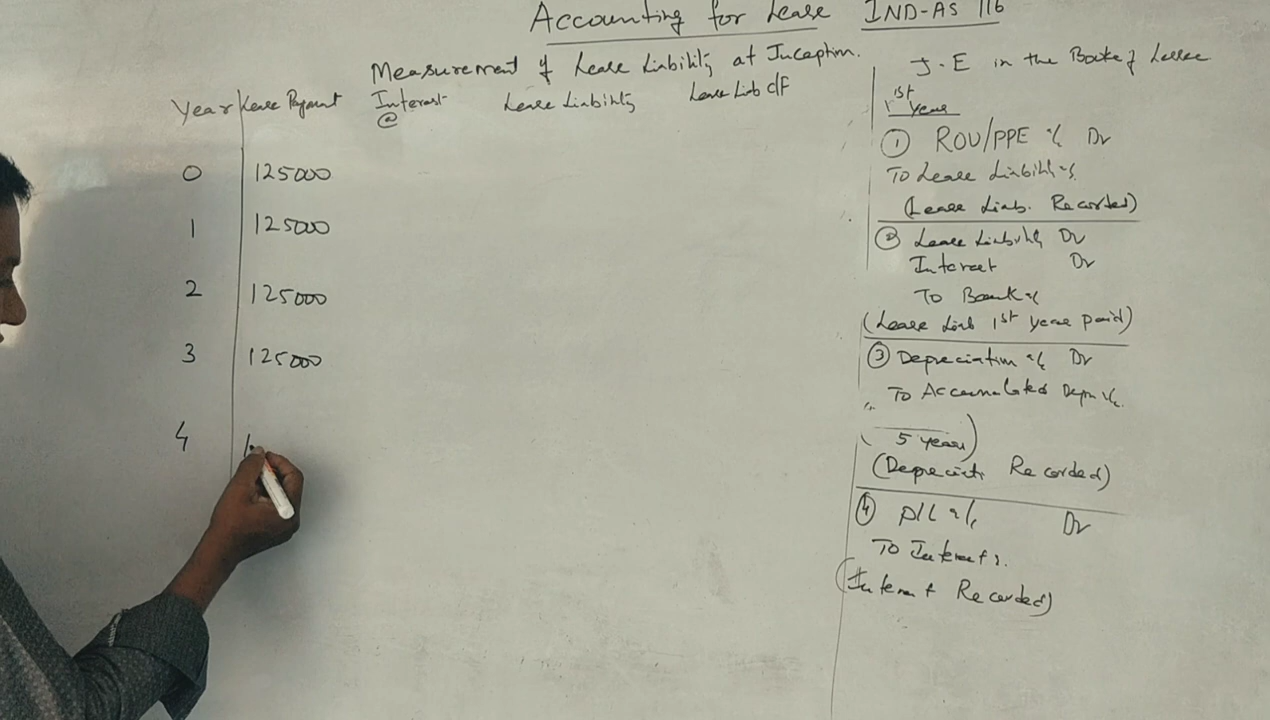 Accounting for Lease IND-AS 116
Measurement of Lease Liability at Inception.
Year Lease Payment Interest @ Lease Liability Lease Liab c/f
0 125000
1 125000
2 125000
3 125000
4 1
J.E in the Books of Lessee
1st year
① ROU/PPE a/c Dr
To Lease Liability
(Lease Liab. Recorded)
② Lease Liability Dr
Interest Dr
To Bank a/c
(Lease Liab 1st year paid)
③ Depreciation a/c Dr
To Accumulated Depn a/c.
5 years)
(Depreciat. Recorded)
④ P/L a/c Dr
To Interest
(Interest Recorded)